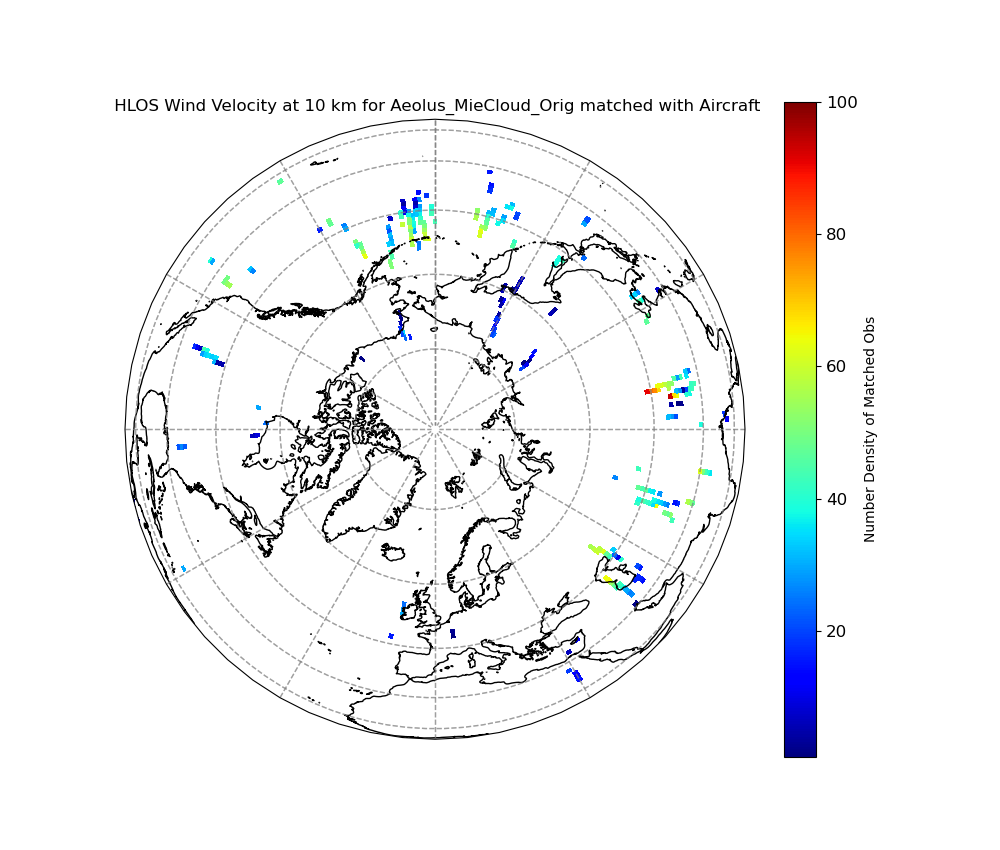 HLOS Wind Velocity at 10 km for Aeolus_MieCloud_Orig matched with Aircraft
100
80
60
40
20
Number Density of Matched Obs